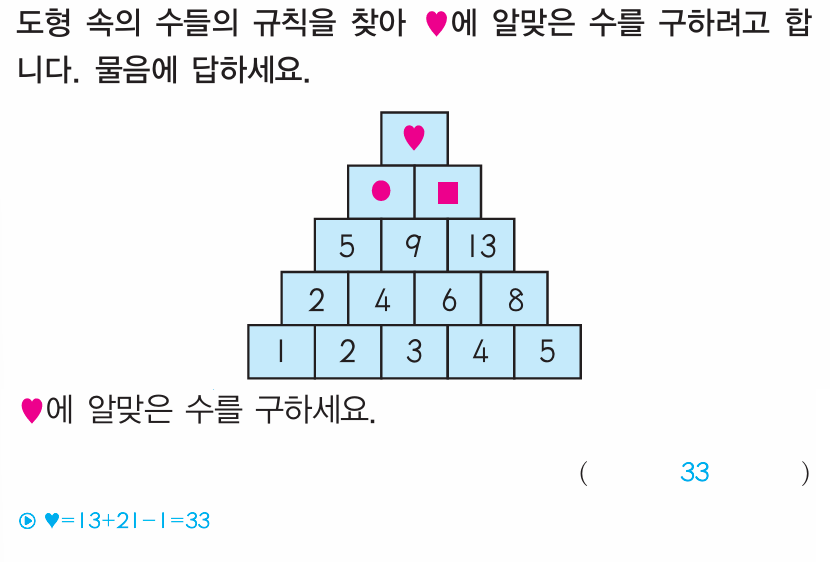 도형 속의 수들의 규칙을 찾아 ♥에 알맞은 수를 구하려고 합
니다. 물음에 답하세요.
♥
● ■
5 9 13
2 4 6 8
1 2 3 4 5
♥에 알맞은 수를 구하세요.
( 33 )
▶ ♥=13+21-1=33